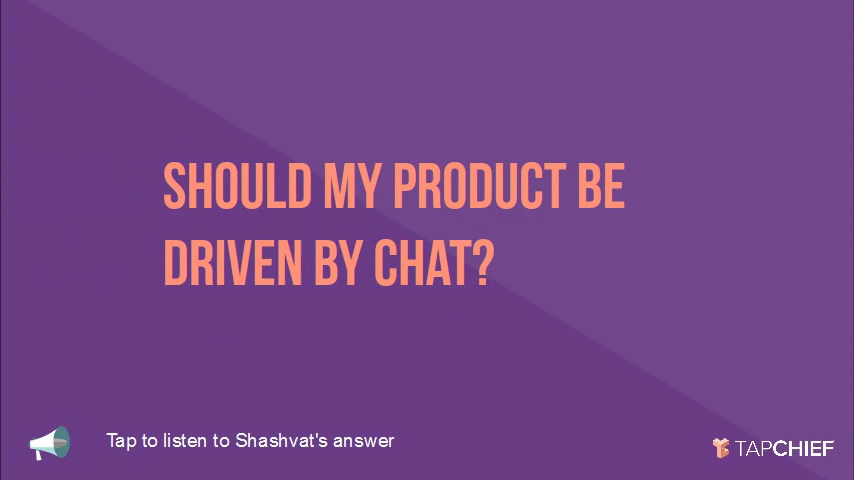 SHOULD MY PRODUCT BE
DRIVEN BY CHAT?
Tap to listen to Shashvat's answer
TAPCHIEF